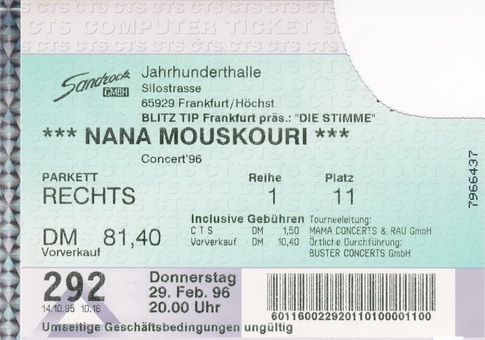 CTS COMPUTER TICKET S
Sandrock
GMBH
Jahrhunderthalle
Silostrasse
65929 Frankfurt/Höchst
BLITZ TIP Frankfurt präs.: "DIE STIMME"
*** NANA MOUSKOURI ***
Concert'96
PARKETT Reihe Platz
RECHTS 1 11
7966437
Inclusive Gebühren Tourneeleitung:
CTS DM 1,50 MAMA CONCERTS & RAU GmbH
DM 81,40 Vorverkauf DM 10,40 Örtliche Durchführung:
Vorverkauf BUSTER CONCERTS GmbH
292 Donnerstag
29. Feb. 96
14.10.95 10.16 20.00 Uhr
601160022920110100001100
Umseitige Geschäftsbedingungen ungültig